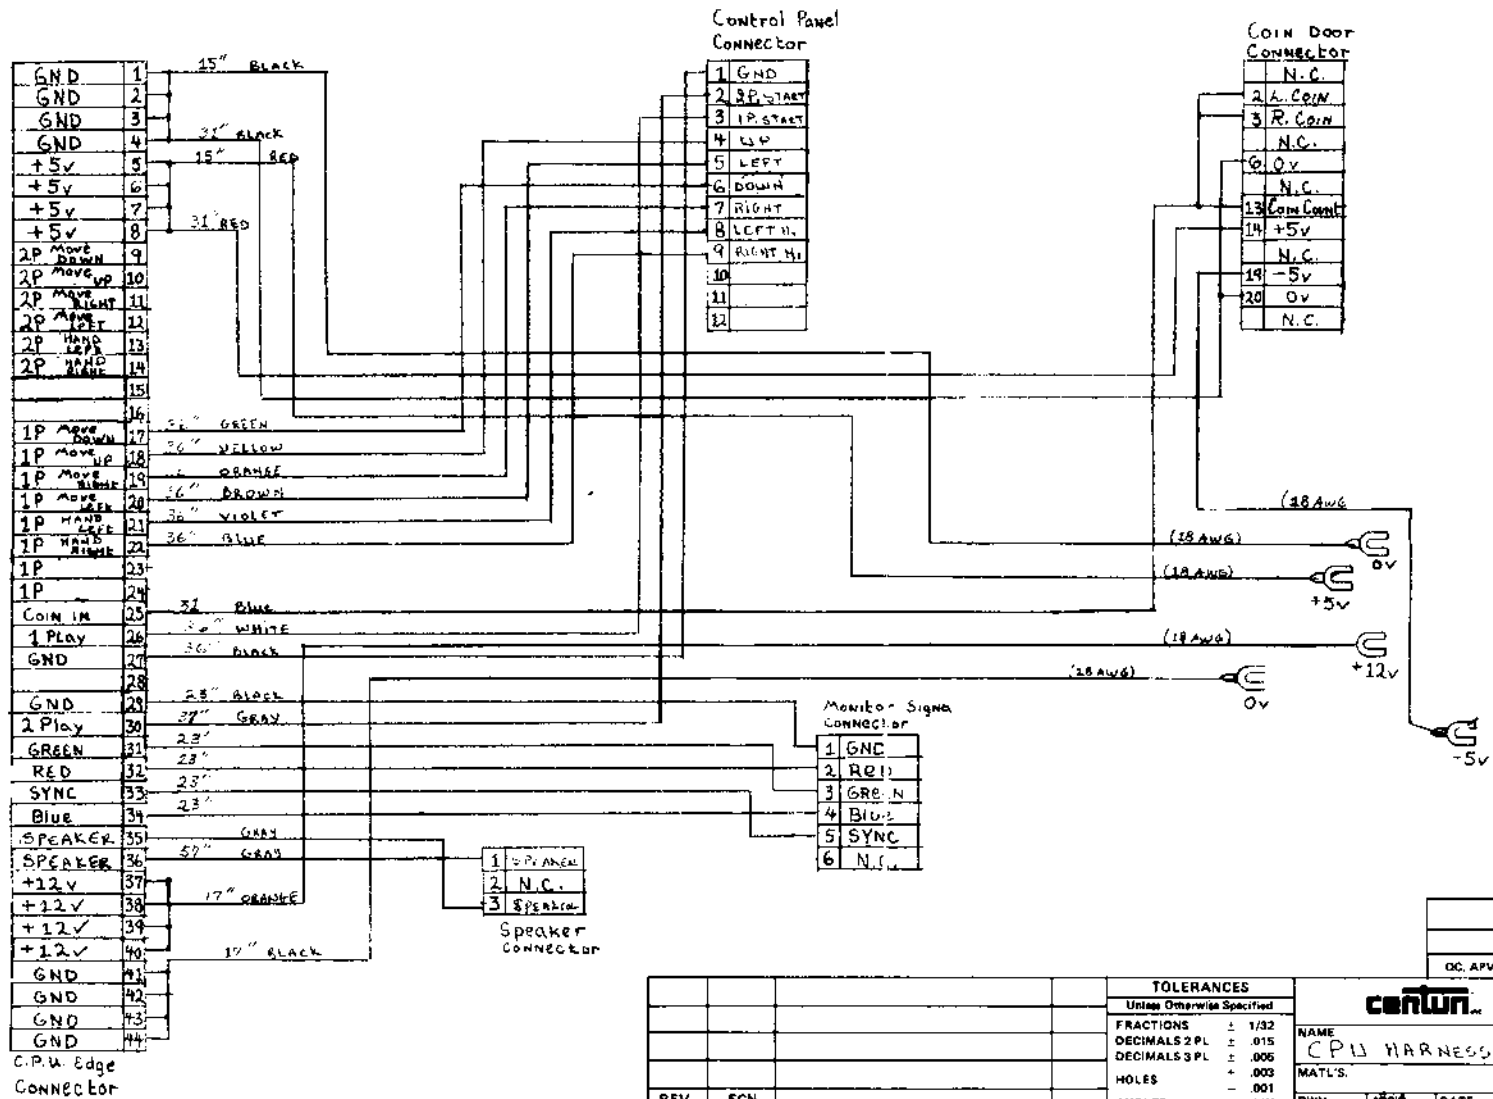 Control Panel
Connector
Coin Door
Connector
GND 1
GND 2
GND 3
GND 4
+5v 5
+5v 6
+5v 7
+5v 8
2P Move DOWN 9
2P Move UP 10
2P Move RIGHT 11
2P Move LEFT 12
2P HAND LEFT 13
2P HAND RIGHT 14
15
16
1P Move DOWN 17
1P Move UP 18
1P Move RIGHT 19
1P Move LEFT 20
1P HAND LEFT 21
1P HAND RIGHT 22
1P 23
1P 24
COIN IN 25
1 Play 26
GND 27
28
GND 29
2 Play 30
GREEN 31
RED 32
SYNC 33
Blue 34
SPEAKER 35
SPEAKER 36
+12v 37
+12v 38
+12v 39
+12v 40
GND 41
GND 42
GND 43
GND 44
C.P.U. Edge
Connector
15" BLACK
31" BLACK
15" RED
31" RED
GREEN
36" YELLOW
ORANGE
36" BROWN
36" VIOLET
36" BLUE
31 Blue
36" WHITE
36" BLACK
23" BLACK
37" GRAY
23"
23"
23"
23"
GRAY
57" GRAY
17" ORANGE
17" BLACK
1 GND
2 2P. START
3 1P. START
4 UP
5 LEFT
6 DOWN
7 RIGHT
8 LEFT H.
9 RIGHT H.
10
11
12
N.C.
2 L. COIN
3 R. COIN
N.C.
6 0v
N.C.
13 Coin Count
14 +5v
N.C.
19 -5v
20 0v
N.C.
(18 AWG
(18 AWG)
0v
(18 AWG)
+5v
(18 AWG)
+12v
(18 AWG)
0v
-5v
Monitor Signa
Connector
1 GND
2 RED
3 GREEN
4 Blue
5 SYNC
6 N.C.
1 SPEAKER
2 N.C.
3 SPEAKER
Speaker
Connector
QC. APV
TOLERANCES
Unless Otherwise Specified
FRACTIONS ± 1/32
DECIMALS 2 PL ± .015
DECIMALS 3 PL ± .005
HOLES + .003
- .001
centuri inc
NAME
CPU HARNESS
MAT'LS.
REV ECN
DATE